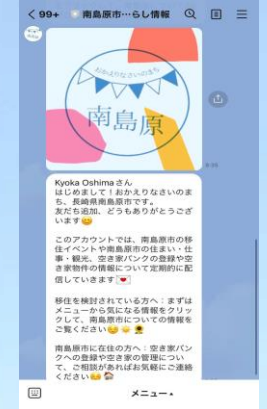 99+ 南島原市…らし情報
おかえりなさいのまち
南島原
Kyoka Oshimaさん
はじめまして！おかえりなさいのま
ち、長崎県南島原市です。
友だち追加、どうもありがとうござ
います😊
このアカウントでは、南島原市の移
住イベントや南島原市の住まい・仕
事・観光、空き家バンクの登録や空
き家物件の情報について定期的に配
信していきます💌
移住を検討されている方へ：まずは
メニューから気になる情報をクリッ
クして、南島原市についての情報を
ご覧ください😊🌟🌻
南島原市に在住の方へ：空き家バン
クへの登録や空き家の管理につい
て、ご相談があればお気軽にご連絡
ください😊🏠
メニュー▲